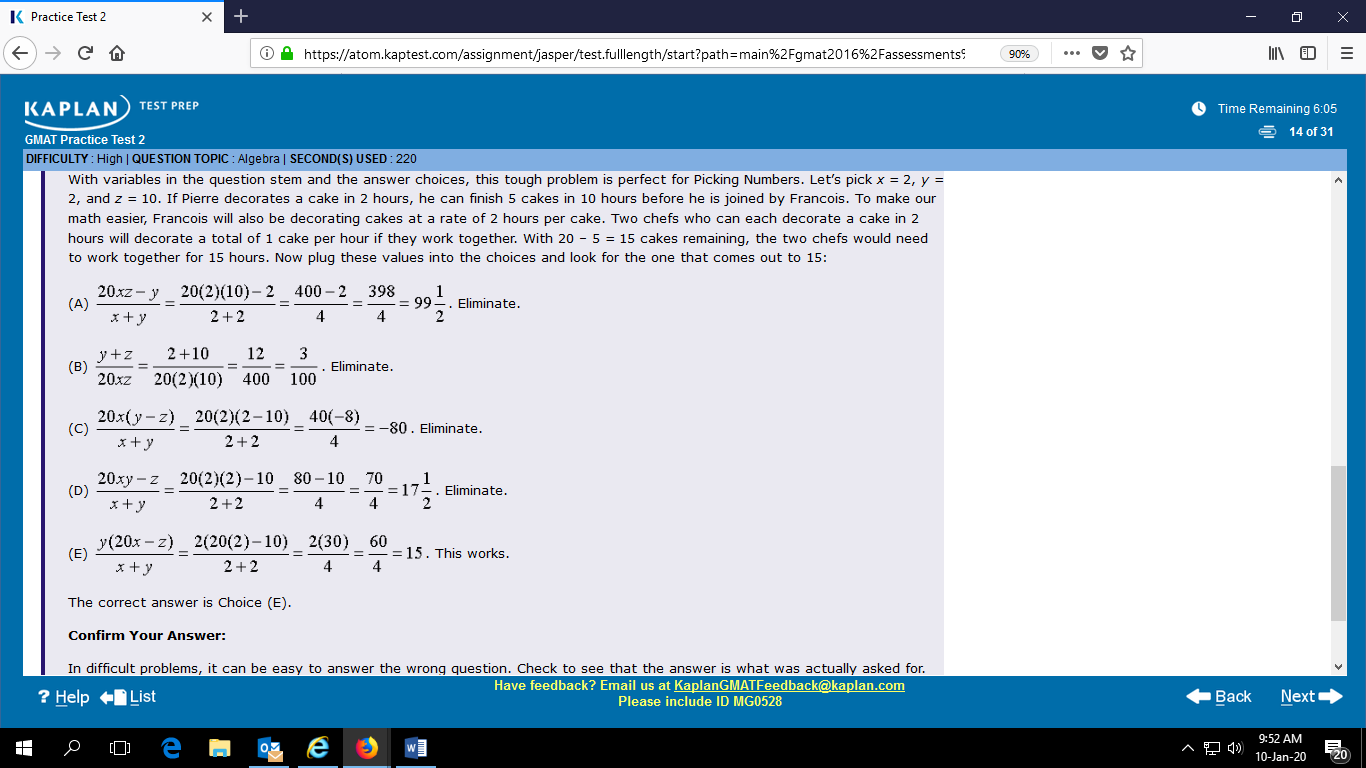 Practice Test 2
https://atom.kaptest.com/assignment/jasper/test.fulllength/start?path=main%2Fgmat2016%2Fassessments% 90%
KAPLAN TEST PREP
Time Remaining 6:05
GMAT Practice Test 2
14 of 31
DIFFICULTY : High | QUESTION TOPIC : Algebra | SECOND(S) USED : 220
With variables in the question stem and the answer choices, this tough problem is perfect for Picking Numbers. Let's pick x = 2, y =
2, and z = 10. If Pierre decorates a cake in 2 hours, he can finish 5 cakes in 10 hours before he is joined by Francois. To make our
math easier, Francois will also be decorating cakes at a rate of 2 hours per cake. Two chefs who can each decorate a cake in 2
hours will decorate a total of 1 cake per hour if they work together. With 20 – 5 = 15 cakes remaining, the two chefs would need
to work together for 15 hours. Now plug these values into the choices and look for the one that comes out to 15:
(A) (20xz − y)/(x + y) = (20(2)(10) − 2)/(2 + 2) = (400 − 2)/4 = 398/4 = 99 1/2 . Eliminate.
(B) (y + z)/(20xz) = (2 + 10)/(20(2)(10)) = 12/400 = 3/100 . Eliminate.
(C) (20x(y − z))/(x + y) = (20(2)(2 − 10))/(2 + 2) = (40(−8))/4 = −80 . Eliminate.
(D) (20xy − z)/(x + y) = (20(2)(2) − 10)/(2 + 2) = (80 − 10)/4 = 70/4 = 17 1/2 . Eliminate.
(E) (y(20x − z))/(x + y) = (2(20(2) − 10))/(2 + 2) = (2(30))/4 = 60/4 = 15 . This works.
The correct answer is Choice (E).
Confirm Your Answer:
In difficult problems, it can be easy to answer the wrong question. Check to see that the answer is what was actually asked for.
? Help List
Have feedback? Email us at KaplanGMATFeedback@kaplan.com
Please include ID MG0528
Back Next
9:52 AM
10-Jan-20
20